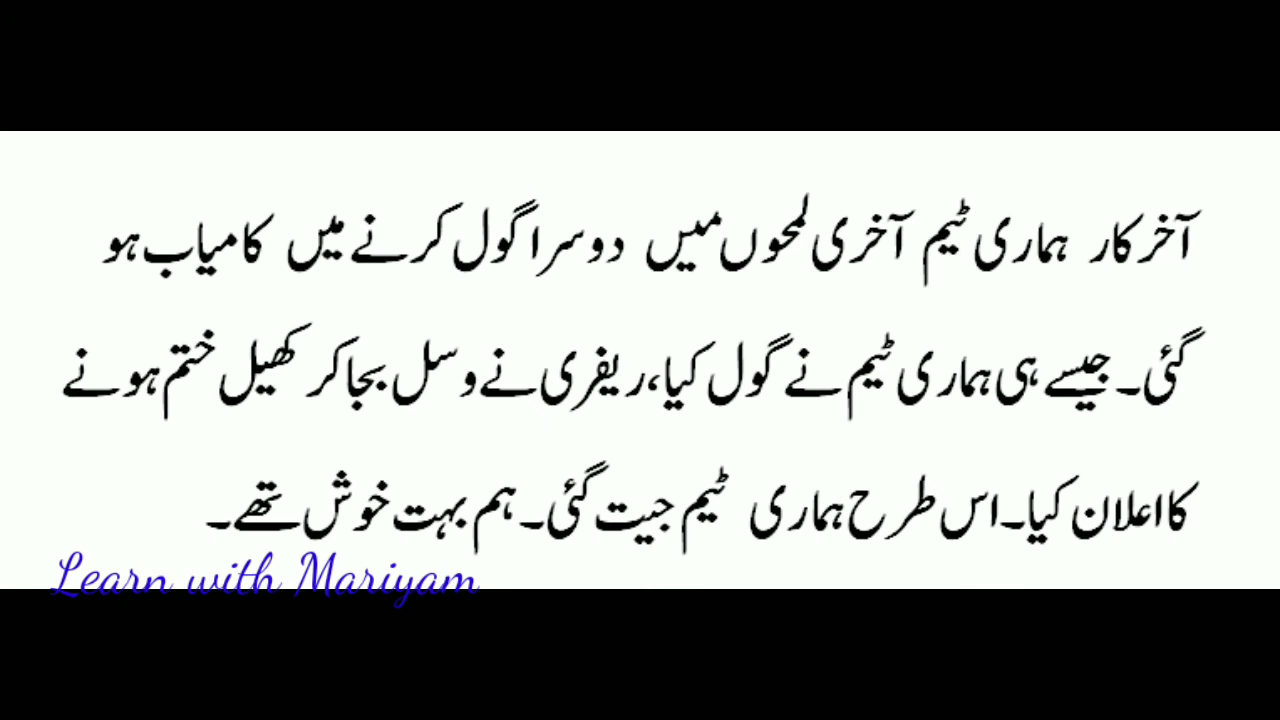 آخر کار ہماری ٹیم آخری لمحوں میں دوسرا گول کرنے میں کامیاب ہو
گئی۔ جیسے ہی ہماری ٹیم نے گول کیا، ریفری نے وسل بجا کر کھیل ختم ہونے
کا اعلان کیا۔ اس طرح ہماری ٹیم جیت گئی۔ ہم بہت خوش تھے۔
Learn with Mariyam